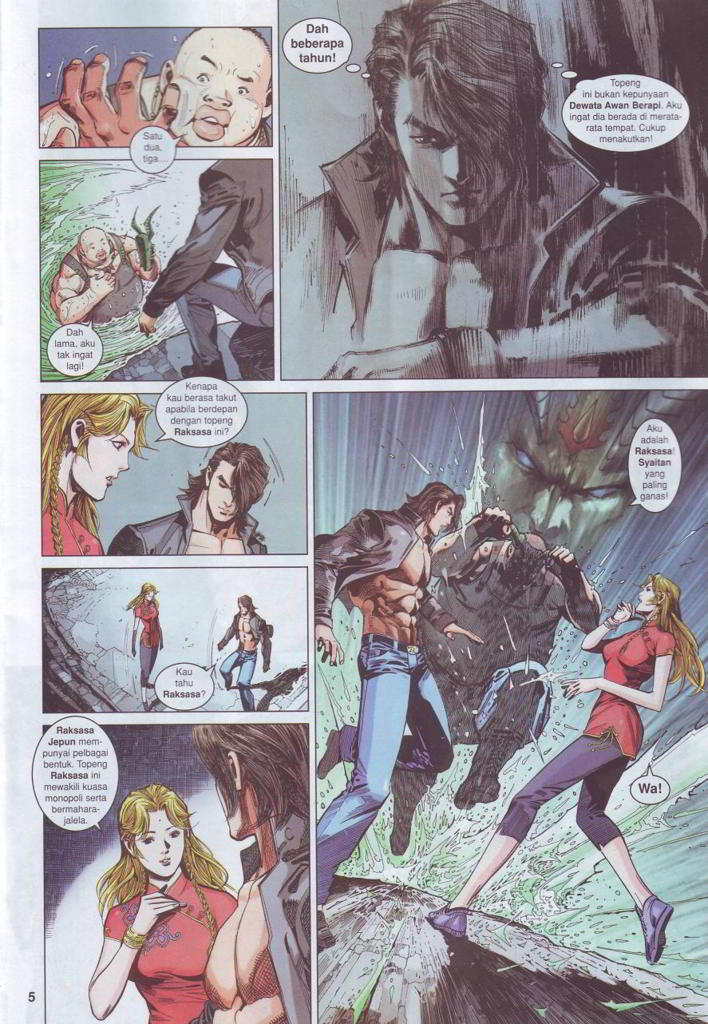 Satu
dua,
tiga....
Dah
lama, aku
tak ingat
lagi!
Dah
beberapa
tahun!
Topeng
ini bukan kepunyaan
Dewata Awan Berapi. Aku
ingat dia berada di merata-
rata tempat. Cukup
menakutkan!
Kenapa
kau berasa takut
apabila berdepan
dengan topeng
Raksasa ini?
Kau
tahu
Raksasa?
Raksasa
Jepun mem-
punyai pelbagai
bentuk. Topeng
Raksasa ini
mewakili kuasa
monopoli serta
bermahara-
jalela.
Aku
adalah
Raksasa!
Syaitan
yang
paling
ganas!
Wa!
5